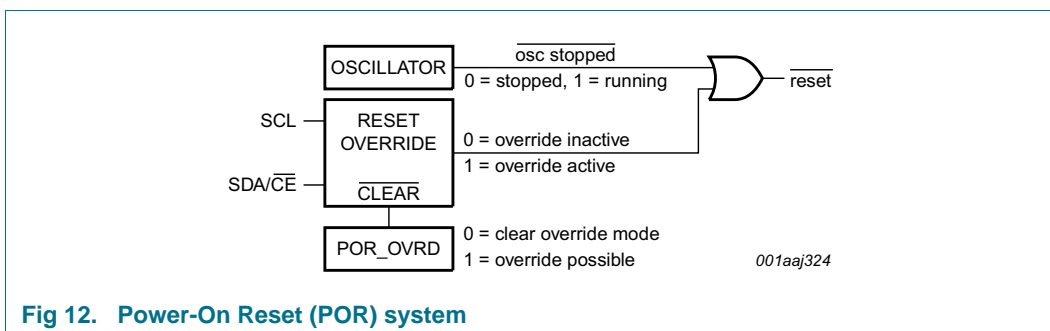 OSCILLATOR
osc stopped
0 = stopped, 1 = running
reset
SCL
RESET
OVERRIDE
0 = override inactive
1 = override active
SDA/CE
CLEAR
POR_OVRD
0 = clear override mode
1 = override possible
001aaj324
Fig 12. Power-On Reset (POR) system